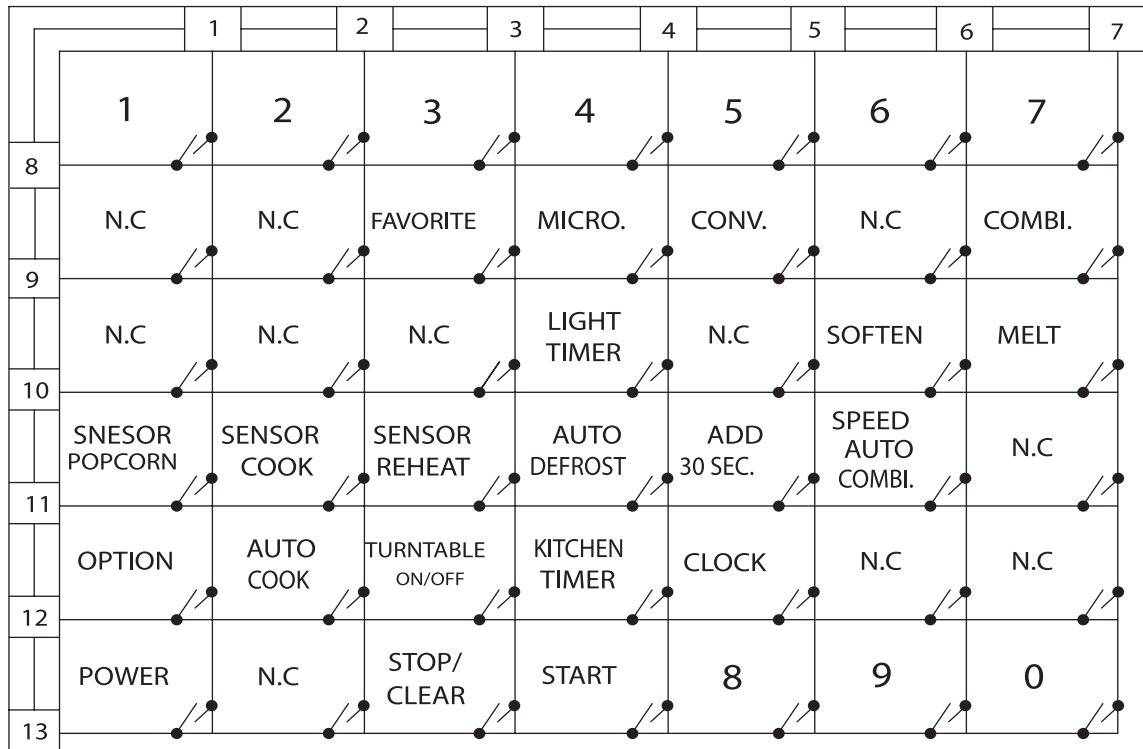 1 2 3 4 5 6 7
1 2 3 4 5 6 7
8
N.C N.C FAVORITE MICRO. CONV. N.C COMBI.
9
N.C N.C N.C LIGHT TIMER N.C SOFTEN MELT
10
SNESOR POPCORN SENSOR COOK SENSOR REHEAT AUTO DEFROST ADD 30 SEC. SPEED AUTO COMBI. N.C
11
OPTION AUTO COOK TURNTABLE ON/OFF KITCHEN TIMER CLOCK N.C N.C
12
POWER N.C STOP/ CLEAR START 8 9 0
13